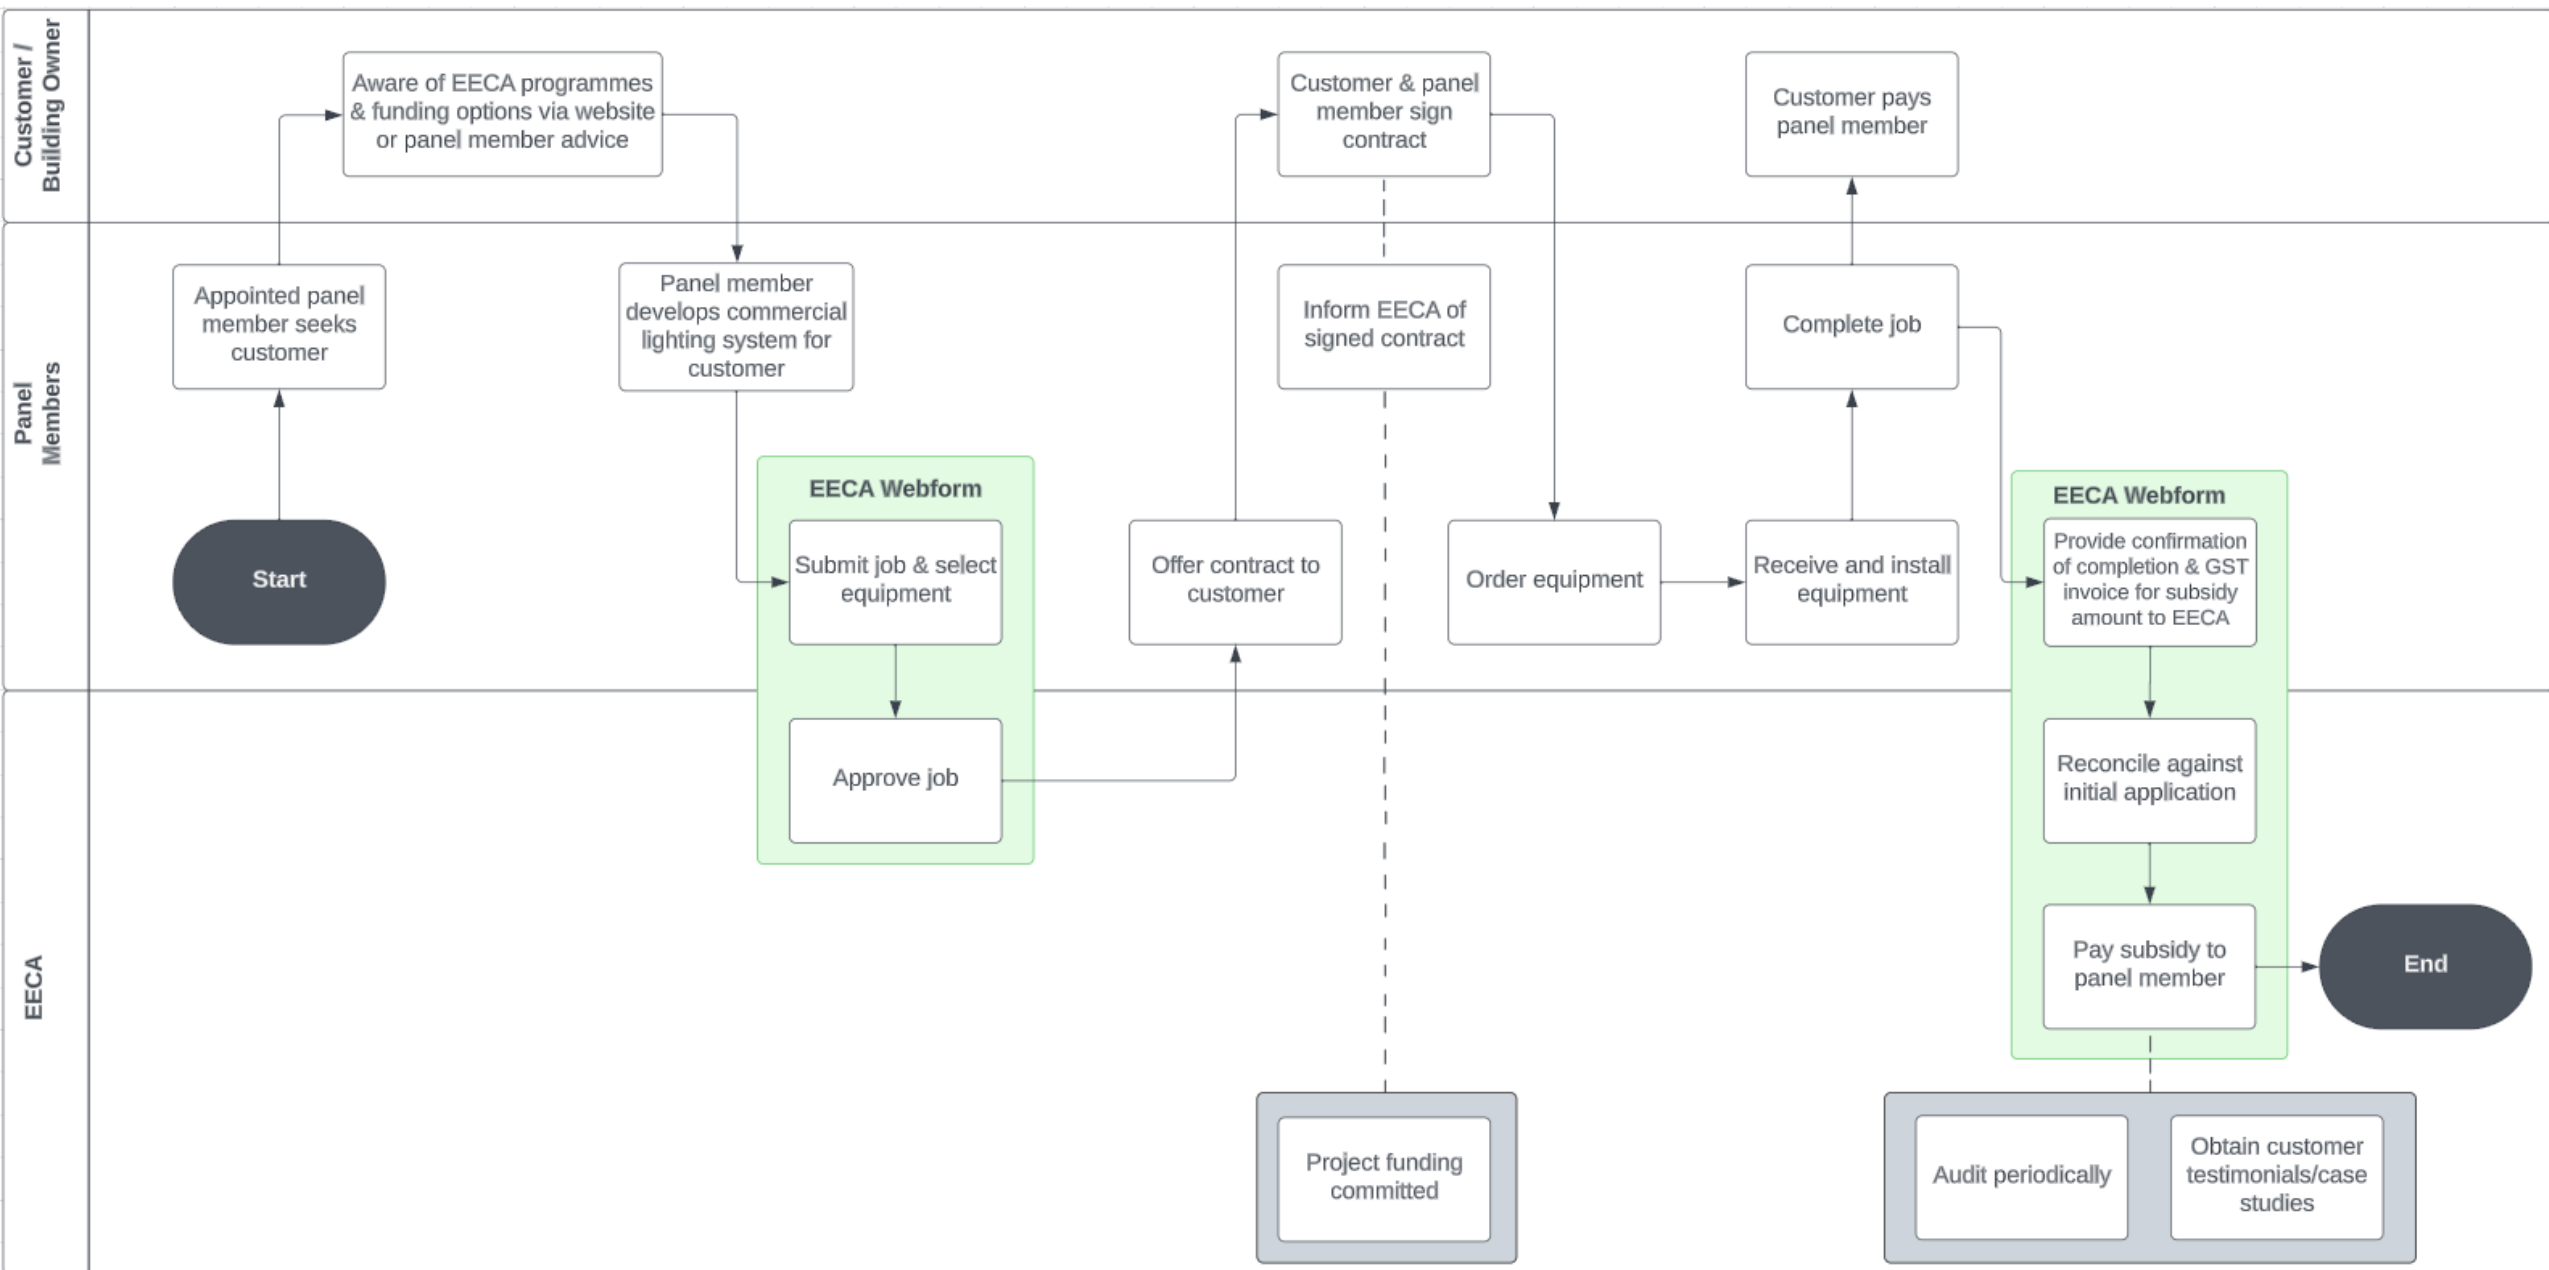 Customer /
Building Owner
Aware of EECA programmes
& funding options via website
or panel member advice
Customer & panel
member sign
contract
Customer pays
panel member
Panel
Members
Appointed panel
member seeks
customer
Panel member
develops commercial
lighting system for
customer
Inform EECA of
signed contract
Complete job
Start
EECA Webform
Submit job & select
equipment
Offer contract to
customer
Order equipment
Receive and install
equipment
EECA Webform
Provide confirmation
of completion & GST
invoice for subsidy
amount to EECA
EECA
Approve job
Reconcile against
initial application
Pay subsidy to
panel member
End
Project funding
committed
Audit periodically
Obtain customer
testimonials/case
studies